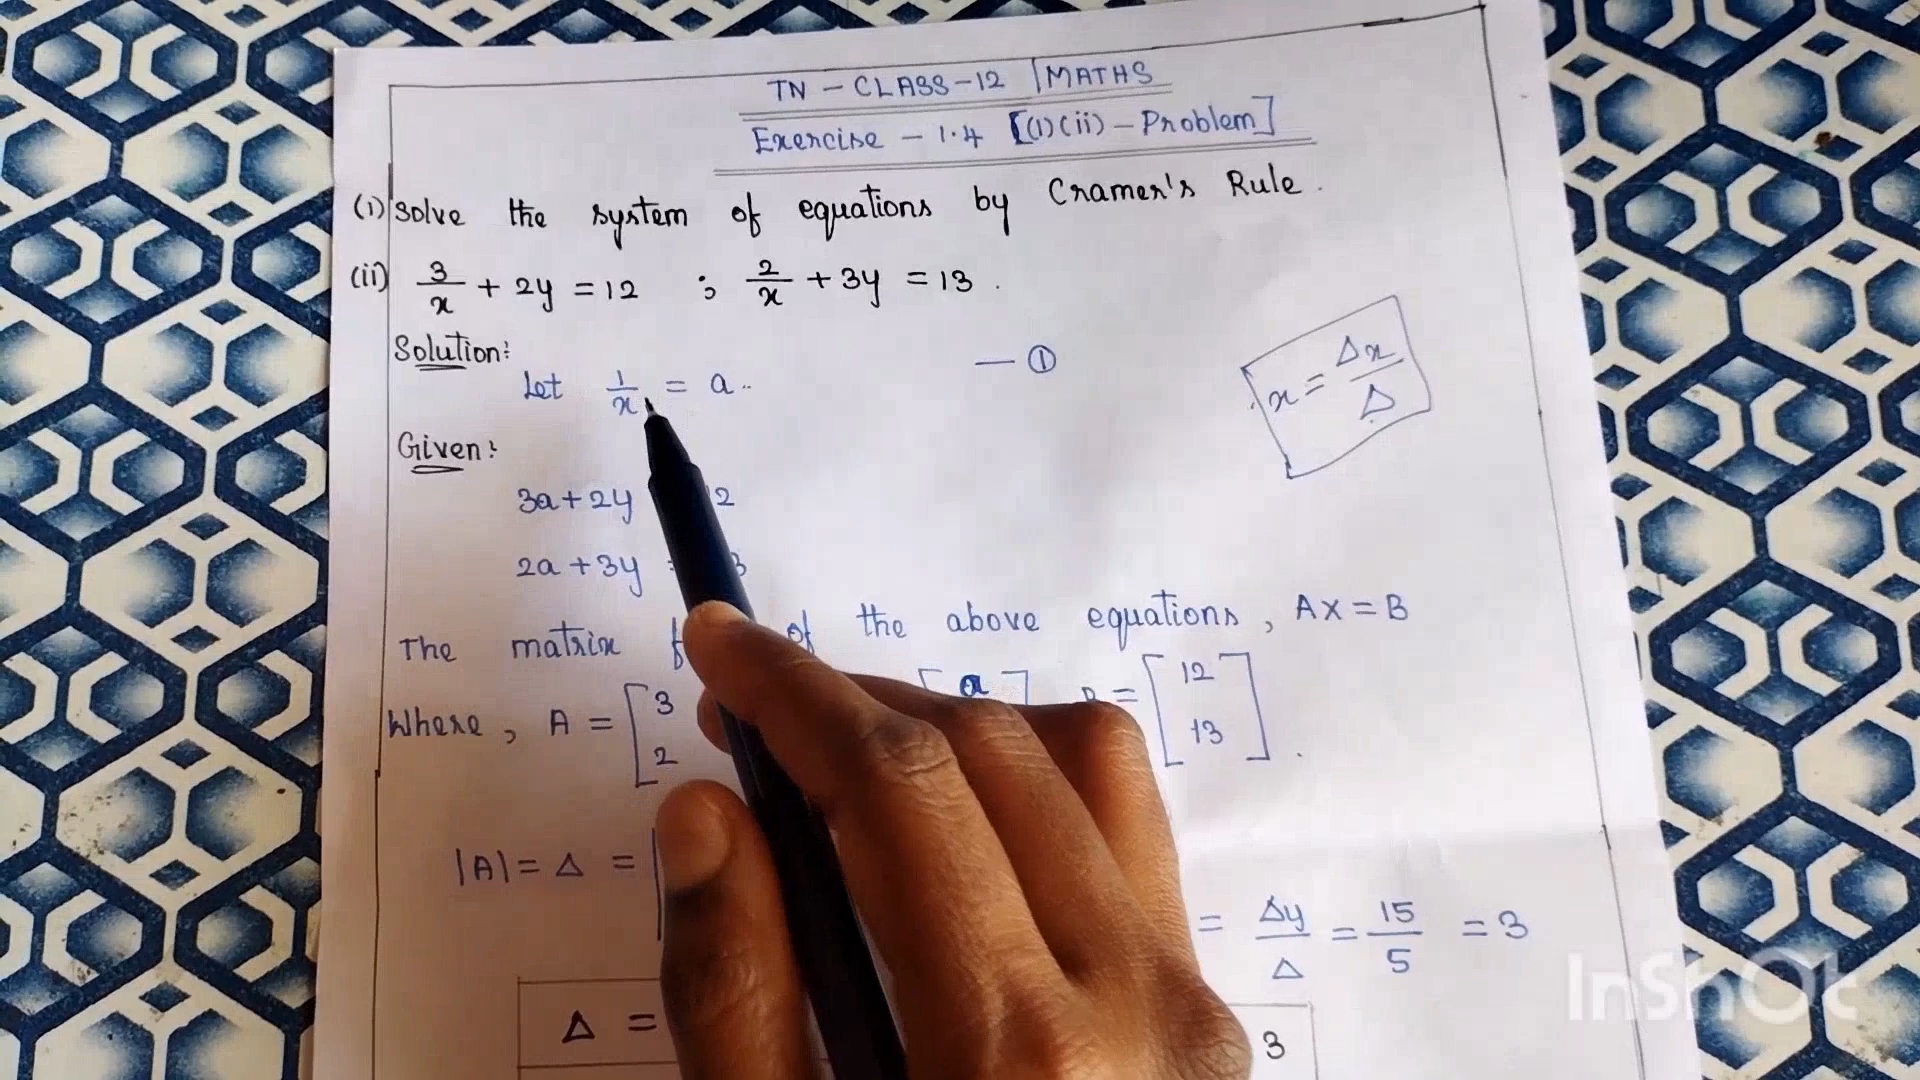 TN - CLASS-12 | MATHS
Exercise - 1.4 [(1)(ii) - Problem]
(1) Solve the system of equations by Cramer's Rule.
(ii) 3/x + 2y = 12 ; 2/x + 3y = 13.
Solution:
— ①
Let 1/x = a..
x = Δx/Δ
Given:
3a + 2y 12
2a + 3y 3
The matrix of the above equations, AX = B
Where, A = [3 2] [a = [12 13].
|A| = Δ = |
= Δy/Δ = 15/5 = 3
Δ =
3
InShOt